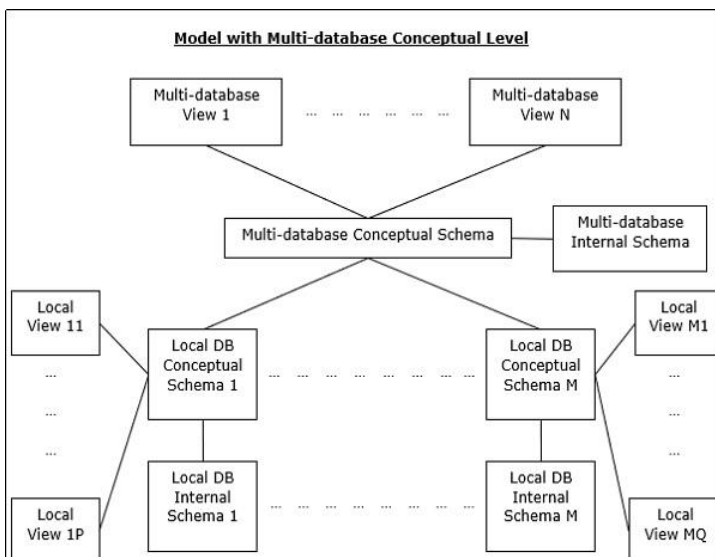 Model with Multi-database Conceptual Level
Multi-database
View 1
... ... ... ... ... ...
Multi-database
View N
Multi-database Conceptual Schema
Multi-database
Internal Schema
Local
View 11
...
...
...
Local
View 1P
Local DB
Conceptual
Schema 1
... ... ... ... ... ... ... ...
Local DB
Conceptual
Schema M
Local DB
Internal
Schema 1
... ... ... ... ... ... ... ...
Local DB
Internal
Schema M
Local
View M1
...
...
...
Local
View MQ